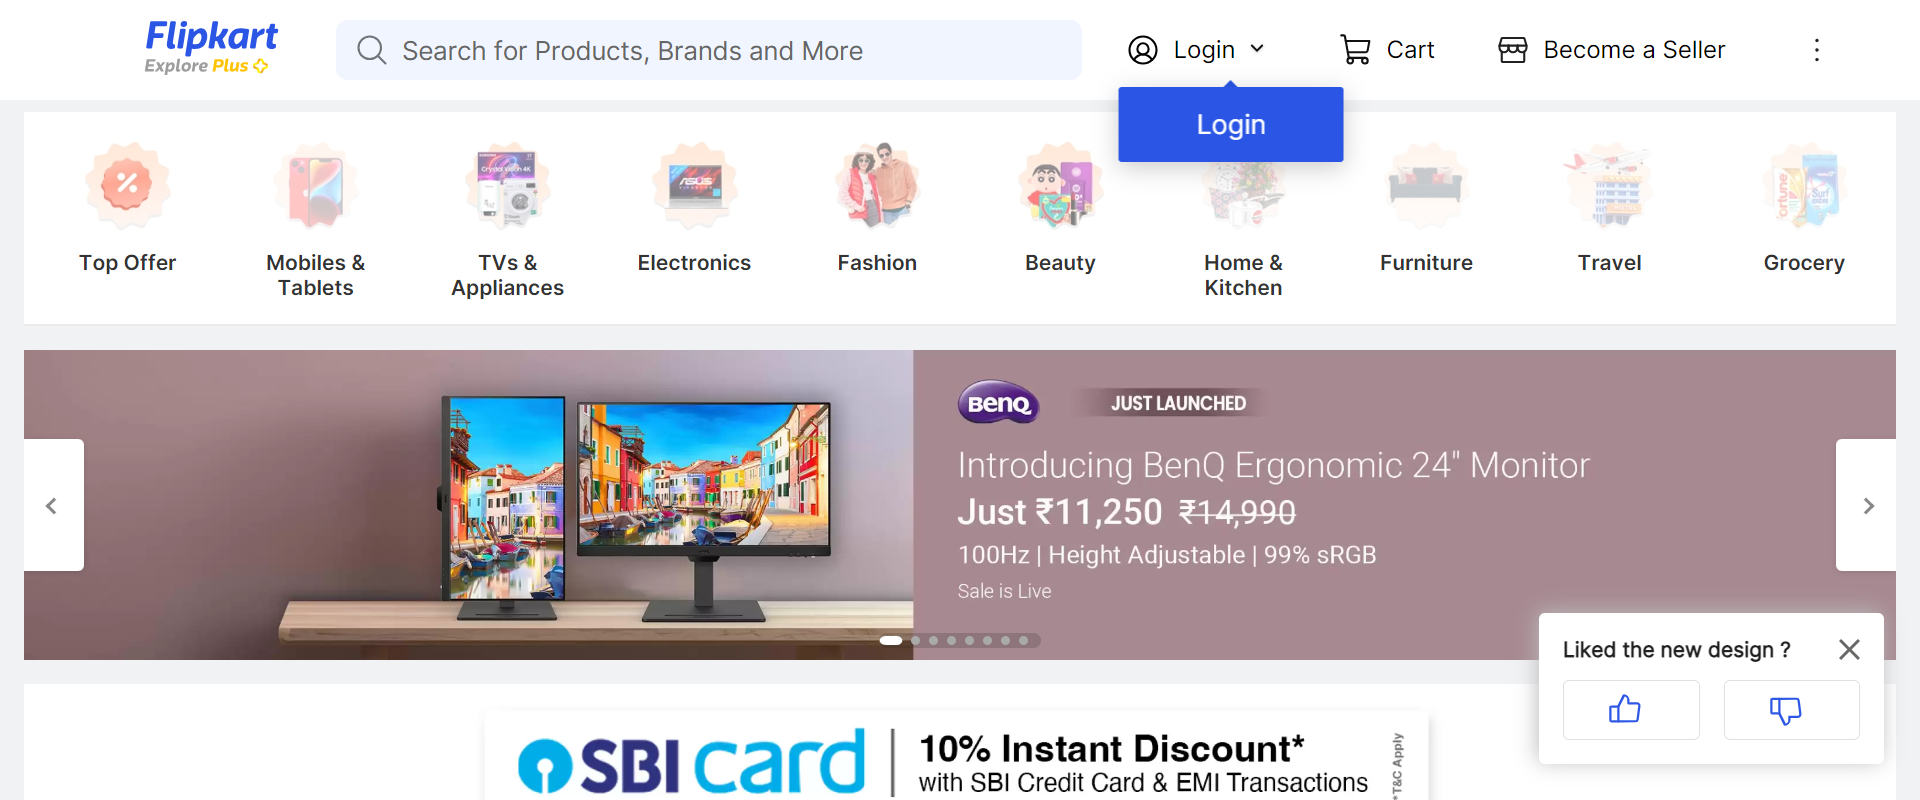 Flipkart
Explore Plus
Search for Products, Brands and More
Login
Cart
Become a Seller
Login
Top Offer
Mobiles &
Tablets
TVs &
Appliances
Electronics
Fashion
Beauty
Home &
Kitchen
Furniture
Travel
Grocery
BenQ
JUST LAUNCHED
Introducing BenQ Ergonomic 24" Monitor
Just ₹11,250 ₹14,990
100Hz | Height Adjustable | 99% sRGB
Sale is Live
Liked the new design ?
SBI card
10% Instant Discount*
with SBI Credit Card & EMI Transactions
*T&C Apply